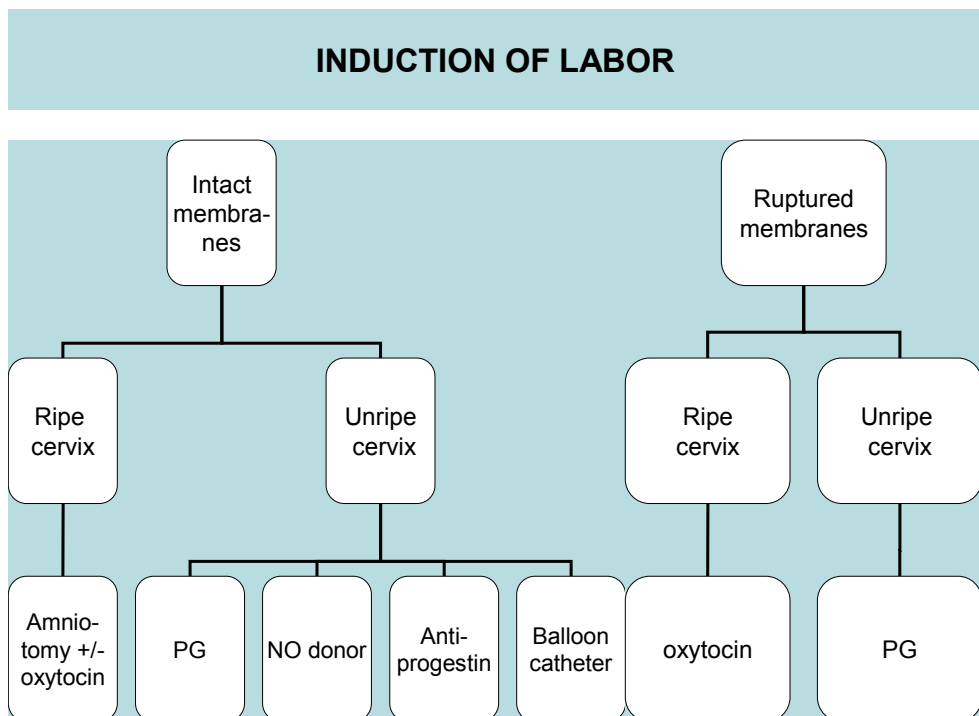 INDUCTION OF LABOR
Intact
membra-
nes
Ruptured
membranes
Ripe
cervix
Unripe
cervix
Ripe
cervix
Unripe
cervix
Amnio-
tomy +/-
oxytocin
PG
NO donor
Anti-
progestin
Balloon
catheter
oxytocin
PG